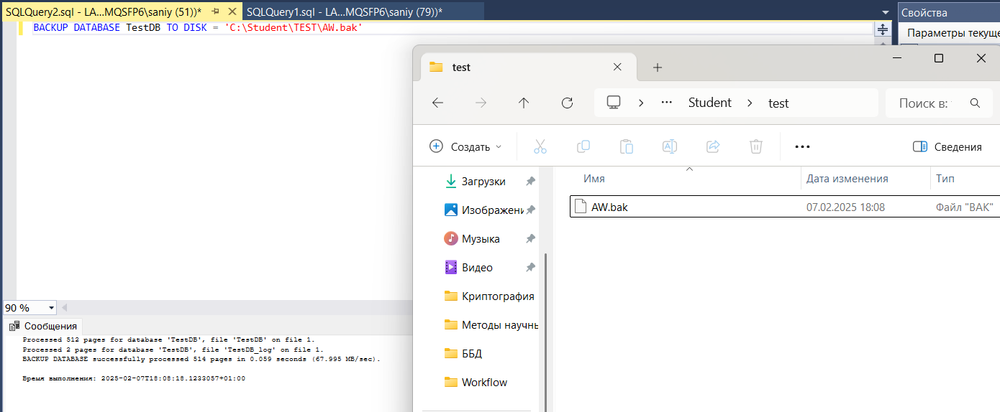 SQLQuery2.sql - LA...MQSFP6\saniy (51))*
SQLQuery1.sql - LA...MQSFP6\saniy (79))*
Свойства
BACKUP DATABASE TestDB TO DISK = 'C:\Student\TEST\AW.bak'
Параметры текуще
test
Student
test
Поиск в:
Создать
Сведения
Загрузки
Изображени
Музыка
Видео
Криптография
Методы научнь
ББД
Workflow
Имя
Дата изменения
Тип
AW.bak
07.02.2025 18:08
Файл "BAK"
90 %
Сообщения
Processed 512 pages for database 'TestDB', file 'TestDB' on file 1.
Processed 2 pages for database 'TestDB', file 'TestDB_log' on file 1.
BACKUP DATABASE successfully processed 514 pages in 0.059 seconds (67.995 MB/sec).
Время выполнения: 2025-02-07T18:08:18.1233057+01:00